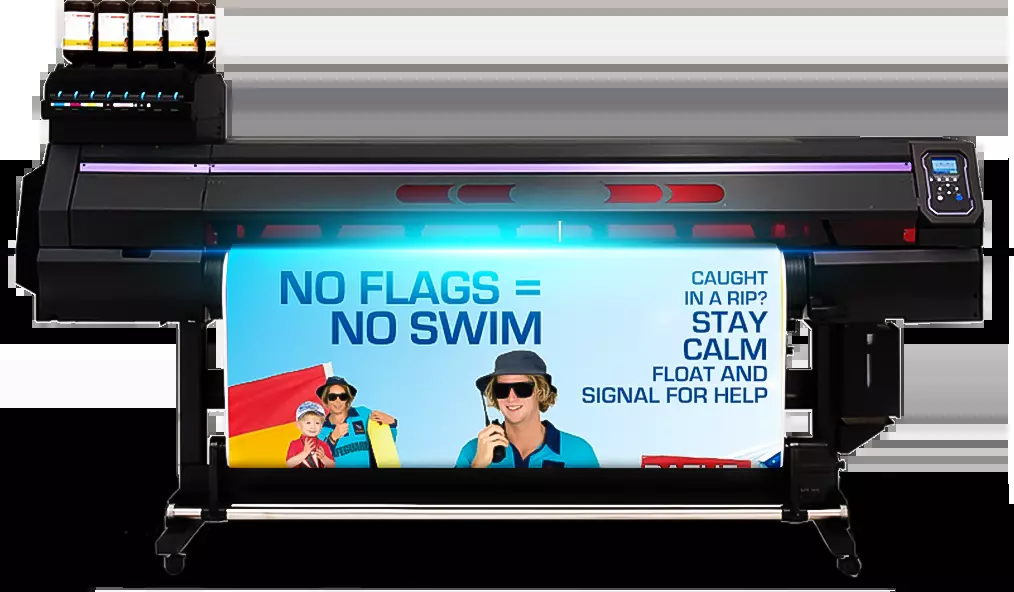 NO FLAGS =
NO SWIM
CAUGHT
IN A RIP?
STAY
CALM
FLOAT AND
SIGNAL FOR HELP